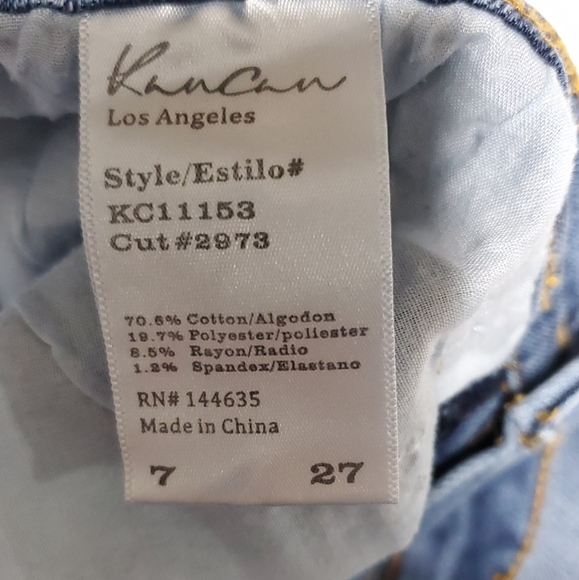 Kancan
Los Angeles
Style/Estilo#
KC11153
Cut #2973
70.6% Cotton/Algodon
19.7% Polyester/poliester
8.5% Rayon/Radio
1.2% Spandex/Elastano
RN# 144635
Made in China
7 27